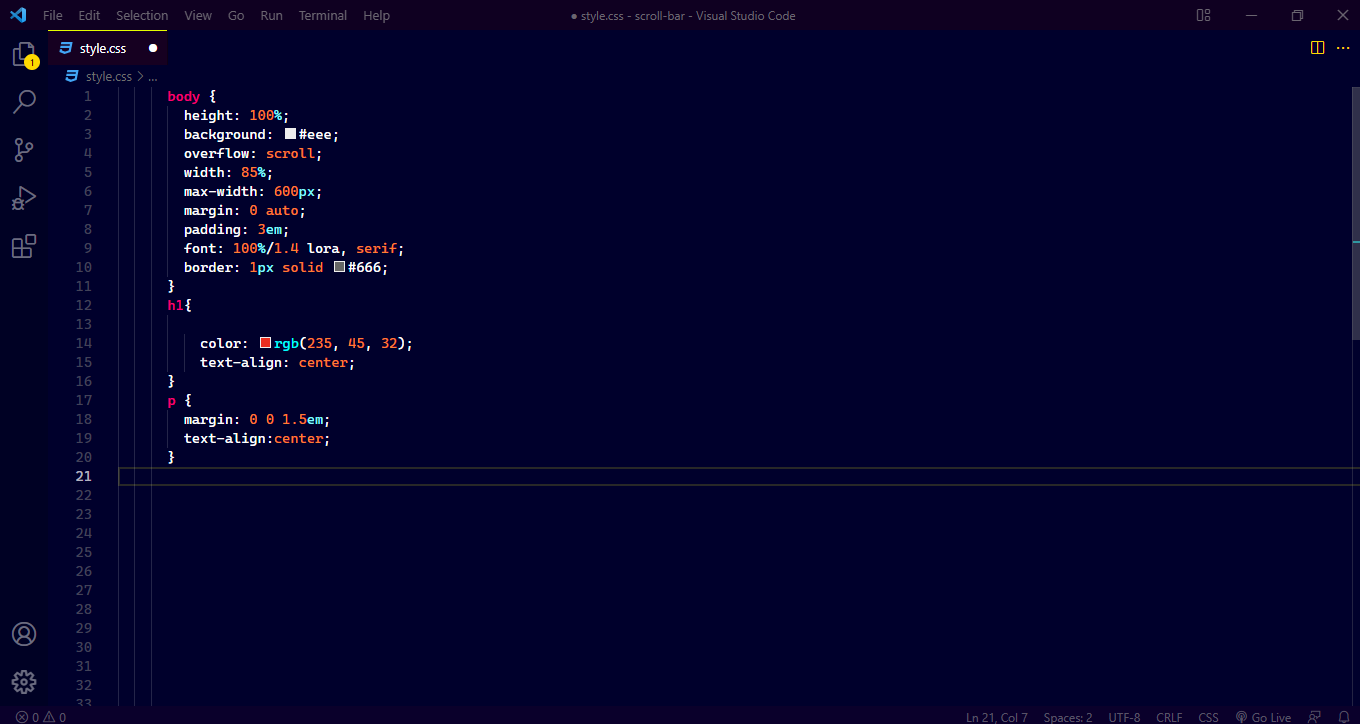 File Edit Selection View Go Run Terminal Help ● style.css - scroll-bar - Visual Studio Code
style.css ●
1
style.css > ...
1 body {
2 height: 100%;
3 background: #eee;
4 overflow: scroll;
5 width: 85%;
6 max-width: 600px;
7 margin: 0 auto;
8 padding: 3em;
9 font: 100%/1.4 lora, serif;
10 border: 1px solid #666;
11 }
12 h1{
13
14 color: rgb(235, 45, 32);
15 text-align: center;
16 }
17 p {
18 margin: 0 0 1.5em;
19 text-align:center;
20 }
21
22
23
24
25
26
27
28
29
30
31
32
33
0 0 Ln 21, Col 7 Spaces: 2 UTF-8 CRLF CSS Go Live